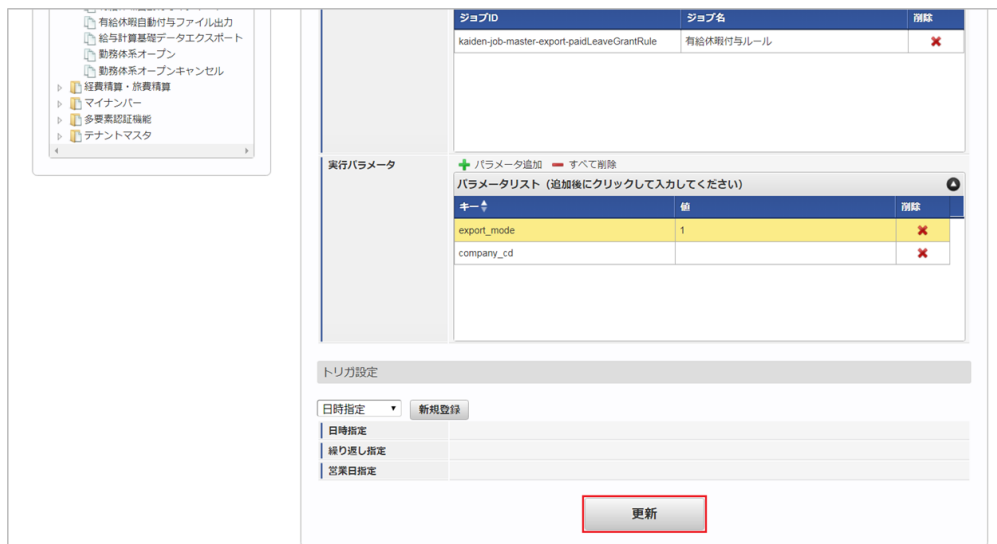 有給休暇自動付与ファイル出力
給与計算基礎データエクスポート
勤務体系オープン
勤務体系オープンキャンセル
経費精算・旅費精算
マイナンバー
多要素認証機能
テナントマスタ
ジョブID ジョブ名 削除
kaiden-job-master-export-paidLeaveGrantRule 有給休暇付与ルール
実行パラメータ
パラメータ追加 すべて削除
パラメータリスト（追加後にクリックして入力してください）
キー 値 削除
export_mode 1
company_cd
トリガ設定
日時指定 新規登録
日時指定
繰り返し指定
営業日指定
更新